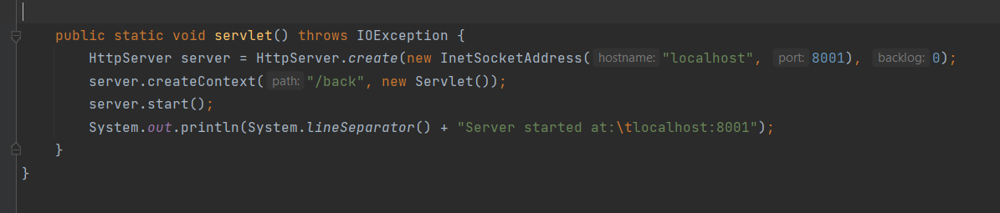 public static void servlet() throws IOException {
HttpServer server = HttpServer.create(new InetSocketAddress( hostname: "localhost", port: 8001), backlog: 0);
server.createContext( path: "/back", new Servlet());
server.start();
System.out.println(System.lineSeparator() + "Server started at:\tlocalhost:8001");
}
}